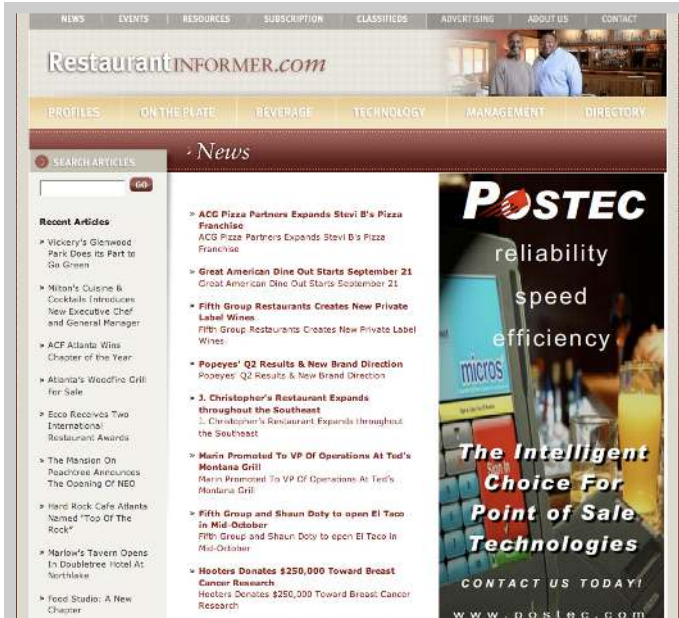 NEWS EVENTS RESOURCES SUBSCRIPTION CLASSIFIEDS ADVERTISING ABOUT US CONTACT
RestaurantINFORMER.com
PROFILES ON THE PLATE BEVERAGE TECHNOLOGY MANAGEMENT DIRECTORY
News
SEARCH ARTICLES
GO
Recent Articles
» Vickery's Glenwood
Park Does its Part to
Go Green
» Milton's Cuisine &
Cocktails Introduces
New Executive Chef
and General Manager
» ACF Atlanta Wins
Chapter of the Year
» Atlanta's Woodfire Grill
for Sale
» Ecco Receives Two
International
Restaurant Awards
» The Mansion On
Peachtree Announces
The Opening Of NEO
» Hard Rock Cafe Atlanta
Named "Top Of The
Rock"
» Marlow's Tavern Opens
In Doubletree Hotel At
Northlake
» Food Studio: A New
Chapter
» ACG Pizza Partners Expands Stevi B's Pizza
Franchise
ACG Pizza Partners Expands Stevi B's Pizza
Franchise
» Great American Dine Out Starts September 21
Great American Dine Out Starts September 21
» Fifth Group Restaurants Creates New Private
Label Wines
Fifth Group Restaurants Creates New Private Label
Wines
» Popeyes' Q2 Results & New Brand Direction
Popeyes' Q2 Results & New Brand Direction
» J. Christopher's Restaurant Expands
throughout the Southeast
J. Christopher's Restaurant Expands throughout
the Southeast
» Marin Promoted To VP Of Operations At Ted's
Montana Grill
Marin Promoted To VP Of Operations At Ted's
Montana Grill
» Fifth Group and Shaun Doty to open El Taco
in Mid-October
Fifth Group and Shaun Doty to open El Taco in
Mid-October
» Hooters Donates $250,000 Toward Breast
Cancer Research
Hooters Donates $250,000 Toward Breast Cancer
Research
POSTEC
reliability
speed
efficiency
micros
Sign In
The Intelligent
Choice For
Point of Sale
Technologies
CONTACT US TODAY!
www.postec.com